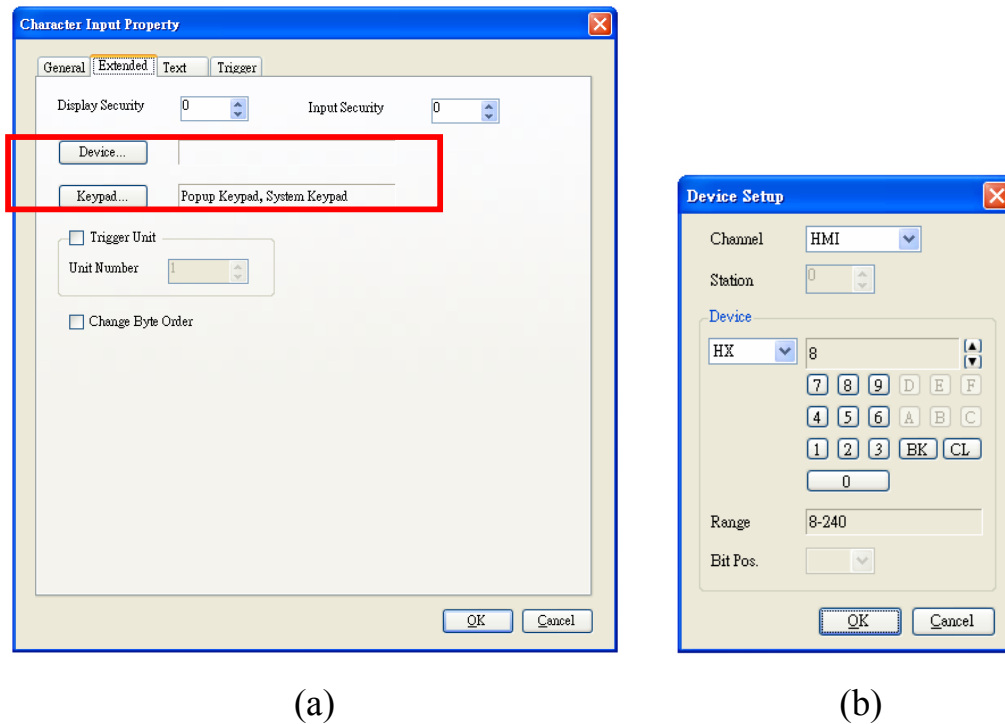 Character Input Property
General Extended Text Trigger
Display Security 0 Input Security 0
Device...
Keypad... Popup Keypad, System Keypad
Trigger Unit
Unit Number 1
Change Byte Order
OK Cancel
(a)
Device Setup
Channel HMI
Station 0
Device
HX 8
7 8 9 D E F
4 5 6 A B C
1 2 3 BK CL
0
Range 8-240
Bit Pos.
OK Cancel
(b)